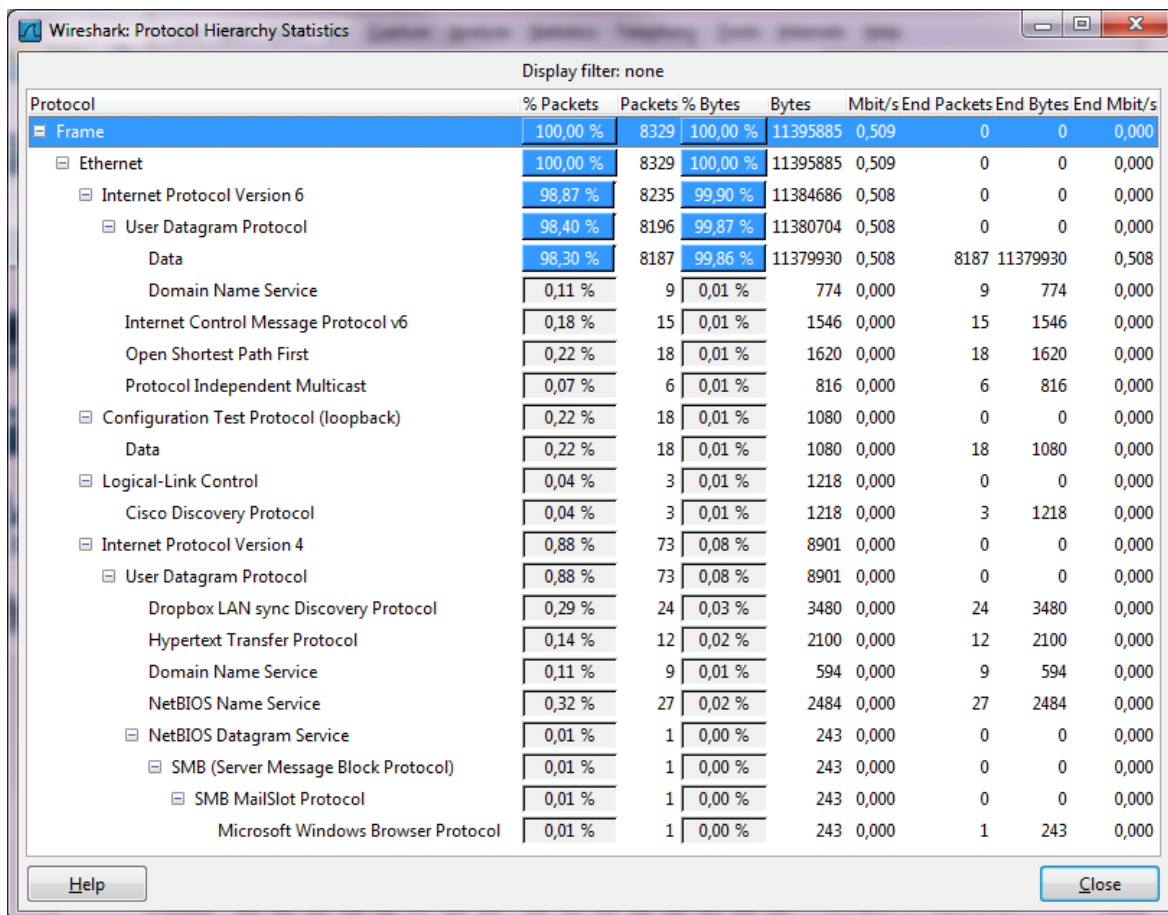 Wireshark: Protocol Hierarchy Statistics
Display filter: none
Protocol % Packets Packets % Bytes Bytes Mbit/s End Packets End Bytes End Mbit/s
Frame 100,00 % 8329 100,00 % 11395885 0,509 0 0 0,000
Ethernet 100,00 % 8329 100,00 % 11395885 0,509 0 0 0,000
Internet Protocol Version 6 98,87 % 8235 99,90 % 11384686 0,508 0 0 0,000
User Datagram Protocol 98,40 % 8196 99,87 % 11380704 0,508 0 0 0,000
Data 98,30 % 8187 99,86 % 11379930 0,508 8187 11379930 0,508
Domain Name Service 0,11 % 9 0,01 % 774 0,000 9 774 0,000
Internet Control Message Protocol v6 0,18 % 15 0,01 % 1546 0,000 15 1546 0,000
Open Shortest Path First 0,22 % 18 0,01 % 1620 0,000 18 1620 0,000
Protocol Independent Multicast 0,07 % 6 0,01 % 816 0,000 6 816 0,000
Configuration Test Protocol (loopback) 0,22 % 18 0,01 % 1080 0,000 0 0 0,000
Data 0,22 % 18 0,01 % 1080 0,000 18 1080 0,000
Logical-Link Control 0,04 % 3 0,01 % 1218 0,000 0 0 0,000
Cisco Discovery Protocol 0,04 % 3 0,01 % 1218 0,000 3 1218 0,000
Internet Protocol Version 4 0,88 % 73 0,08 % 8901 0,000 0 0 0,000
User Datagram Protocol 0,88 % 73 0,08 % 8901 0,000 0 0 0,000
Dropbox LAN sync Discovery Protocol 0,29 % 24 0,03 % 3480 0,000 24 3480 0,000
Hypertext Transfer Protocol 0,14 % 12 0,02 % 2100 0,000 12 2100 0,000
Domain Name Service 0,11 % 9 0,01 % 594 0,000 9 594 0,000
NetBIOS Name Service 0,32 % 27 0,02 % 2484 0,000 27 2484 0,000
NetBIOS Datagram Service 0,01 % 1 0,00 % 243 0,000 0 0 0,000
SMB (Server Message Block Protocol) 0,01 % 1 0,00 % 243 0,000 0 0 0,000
SMB MailSlot Protocol 0,01 % 1 0,00 % 243 0,000 0 0 0,000
Microsoft Windows Browser Protocol 0,01 % 1 0,00 % 243 0,000 1 243 0,000
Help Close